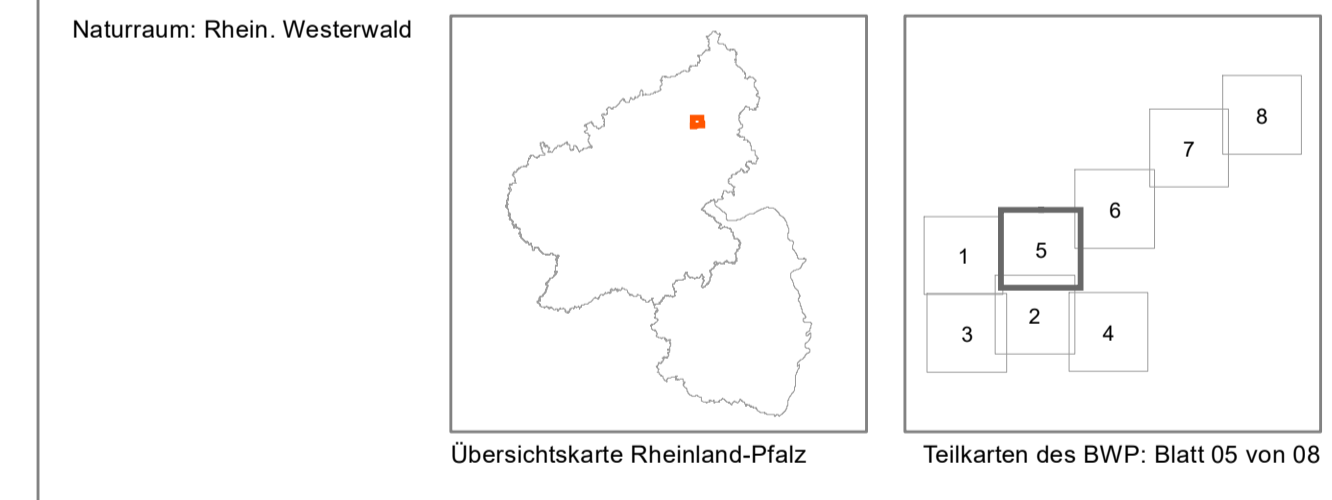 Naturraum: Rhein. Westerwald
8
7
6
5
1
2
3
4
Übersichtskarte Rheinland-Pfalz
Teilkarten des BWP: Blatt 05 von 08